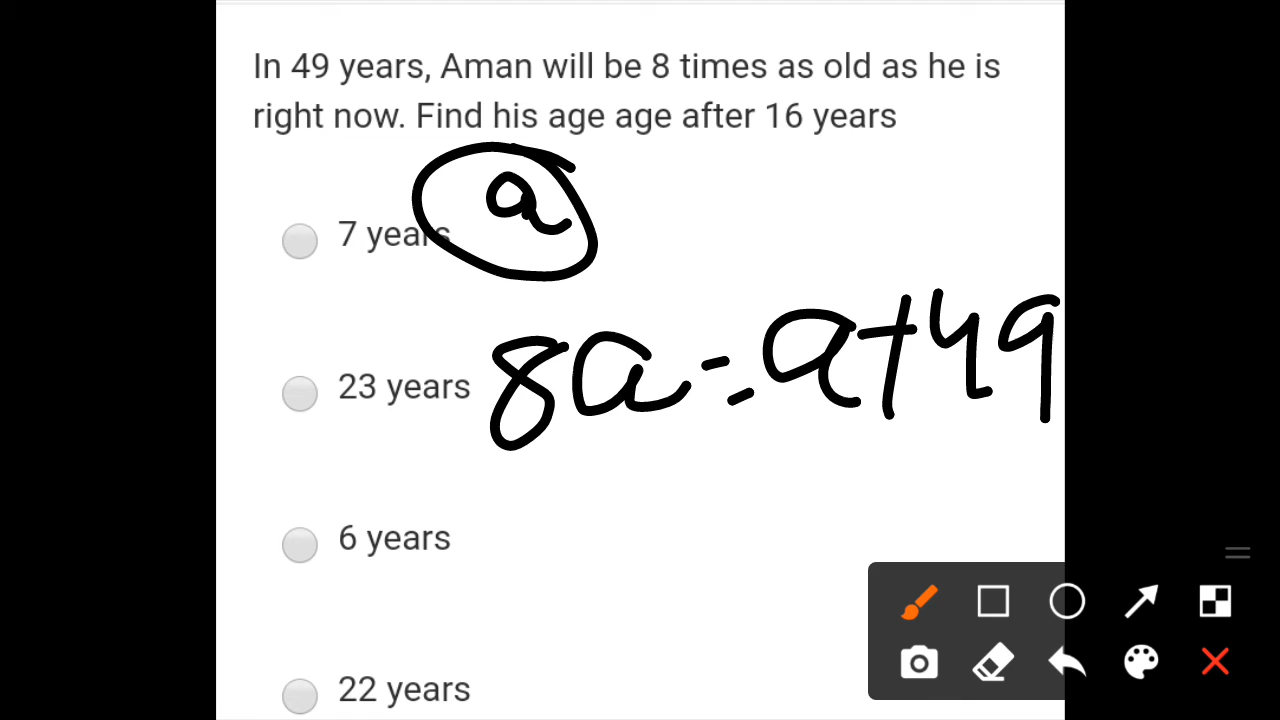 In 49 years, Aman will be 8 times as old as he is
right now. Find his age age after 16 years
a
7 years
8a=a+49
23 years
6 years
22 years